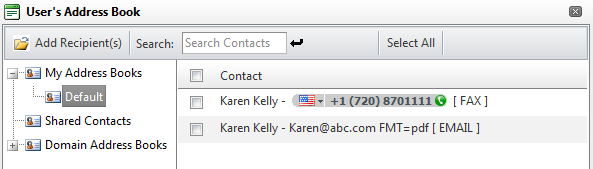 User's Address Book
Add Recipient(s) Search: Search Contacts Select All
My Address Books Contact
Default Karen Kelly - +1 (720) 8701111 [ FAX ]
Shared Contacts Karen Kelly - Karen@abc.com FMT=pdf [ EMAIL ]
Domain Address Books